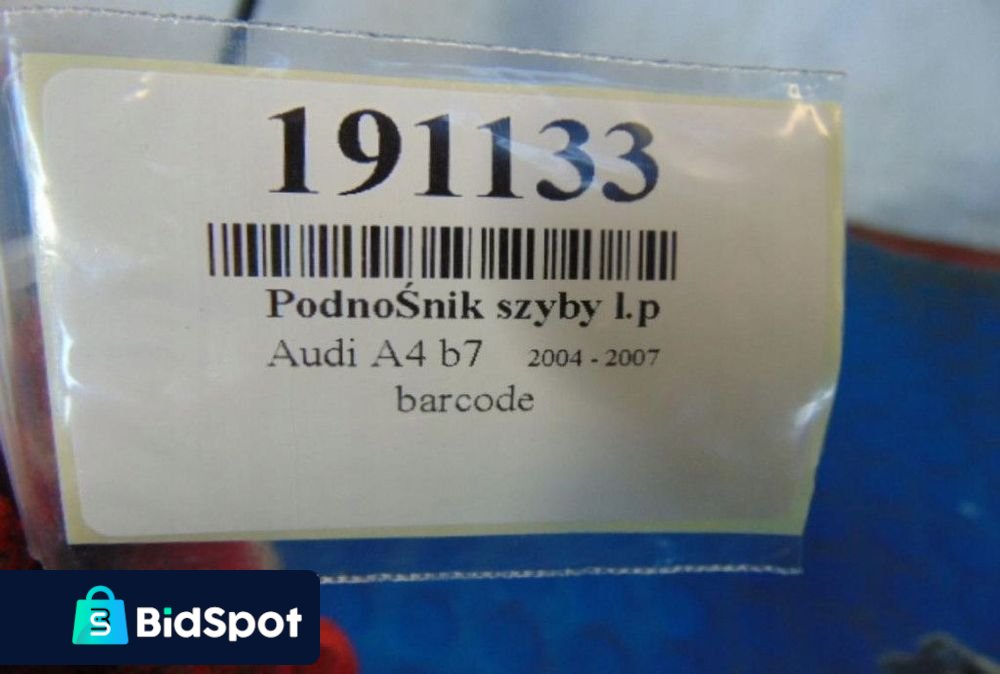 191133
PodnoŚnik szyby l.p
Audi A4 b7 2004 - 2007
barcode
BidSpot